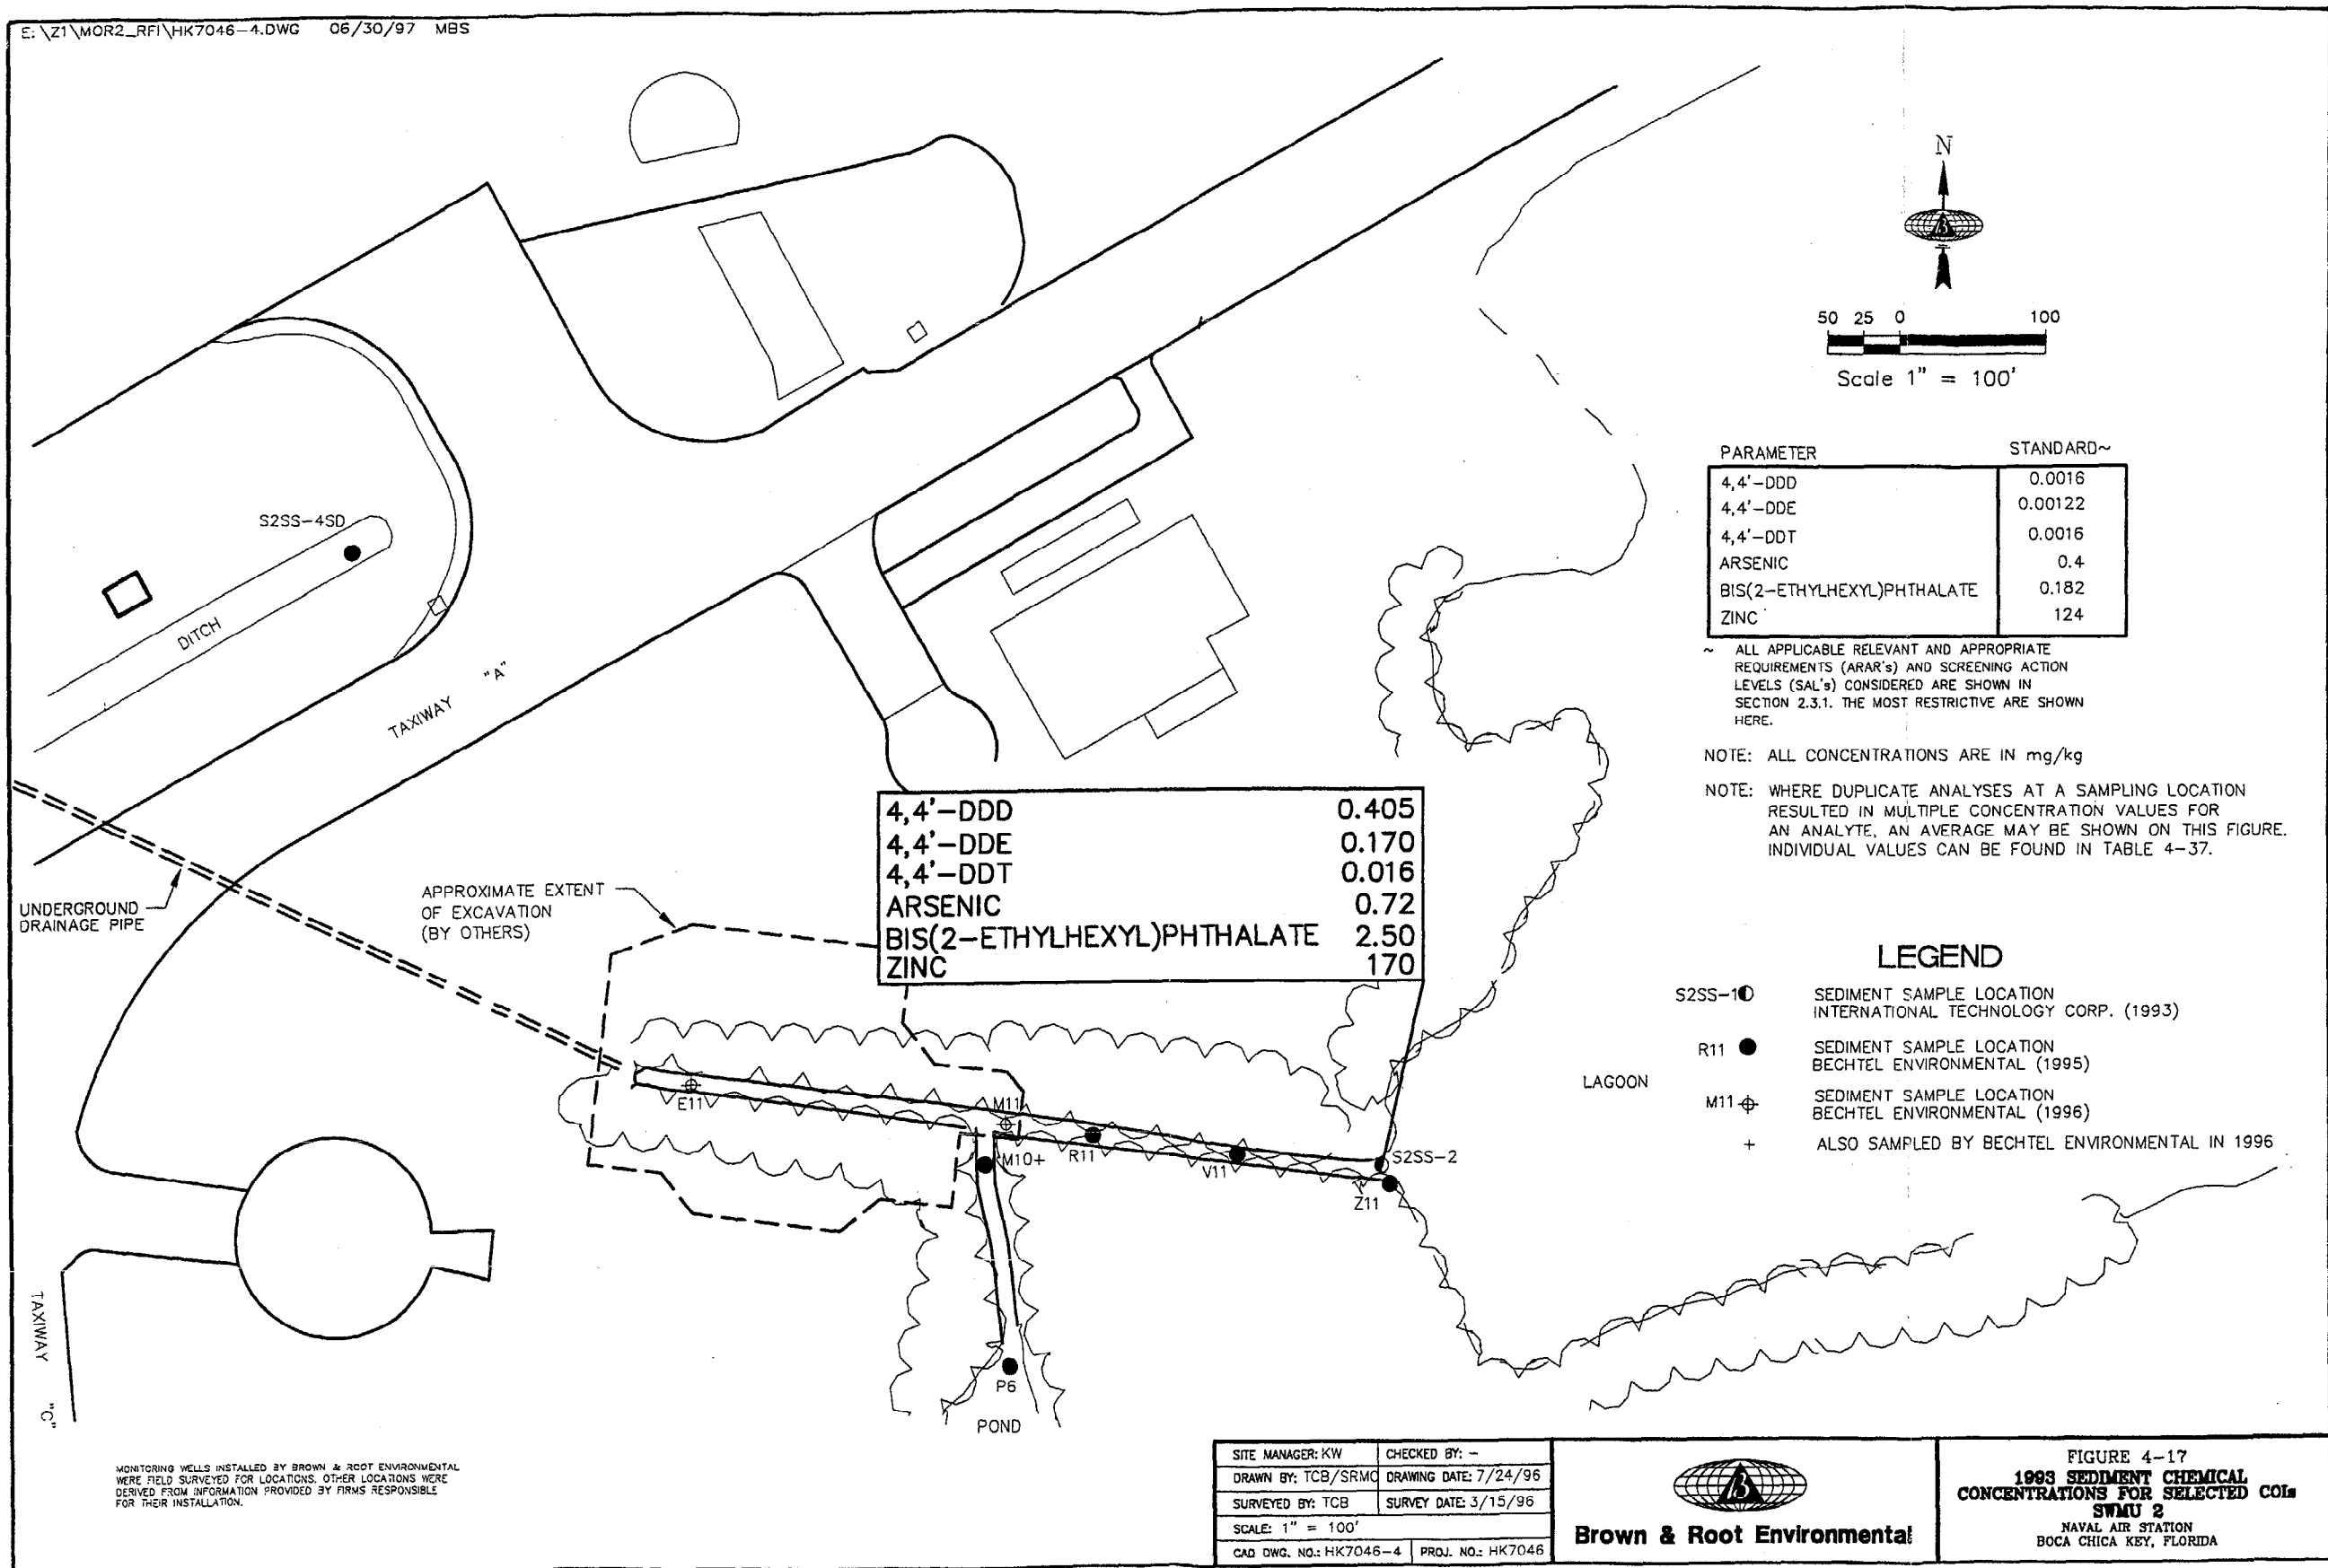 E: \Z1\MOR2_RFI\HK7046-4.DWG 06/30/97 MBS
N
50 25 0 100
Scale 1" = 100'
PARAMETER STANDARD~
4,4'-DDD 0.0016
4,4'-DDE 0.00122
4,4'-DDT 0.0016
ARSENIC 0.4
BIS(2-ETHYLHEXYL)PHTHALATE 0.182
ZINC 124
~ ALL APPLICABLE RELEVANT AND APPROPRIATE
REQUIREMENTS (ARAR's) AND SCREENING ACTION
LEVELS (SAL's) CONSIDERED ARE SHOWN IN
SECTION 2.3.1. THE MOST RESTRICTIVE ARE SHOWN
HERE.
NOTE: ALL CONCENTRATIONS ARE IN mg/kg
NOTE: WHERE DUPLICATE ANALYSES AT A SAMPLING LOCATION
RESULTED IN MULTIPLE CONCENTRATION VALUES FOR
AN ANALYTE, AN AVERAGE MAY BE SHOWN ON THIS FIGURE.
INDIVIDUAL VALUES CAN BE FOUND IN TABLE 4-37.
S2SS-4SD
DITCH
TAXIWAY "A"
4,4'-DDD 0.405
4,4'-DDE 0.170
4,4'-DDT 0.016
ARSENIC 0.72
BIS(2-ETHYLHEXYL)PHTHALATE 2.50
ZINC 170
UNDERGROUND
DRAINAGE PIPE
APPROXIMATE EXTENT
OF EXCAVATION
(BY OTHERS)
LEGEND
S2SS-1 SEDIMENT SAMPLE LOCATION
INTERNATIONAL TECHNOLOGY CORP. (1993)
R11 SEDIMENT SAMPLE LOCATION
BECHTEL ENVIRONMENTAL (1995)
M11 SEDIMENT SAMPLE LOCATION
BECHTEL ENVIRONMENTAL (1996)
+ ALSO SAMPLED BY BECHTEL ENVIRONMENTAL IN 1996
LAGOON
E11
M11
M10+
R11
V11
S2SS-2
Z11
P6
POND
TAXIWAY "C"
MONITORING WELLS INSTALLED BY BROWN & ROOT ENVIRONMENTAL
WERE FIELD SURVEYED FOR LOCATIONS. OTHER LOCATIONS WERE
DERIVED FROM INFORMATION PROVIDED BY FIRMS RESPONSIBLE
FOR THEIR INSTALLATION.
SITE MANAGER: KW CHECKED BY: -
DRAWN BY: TCB/SRMC DRAWING DATE: 7/24/96
SURVEYED BY: TCB SURVEY DATE: 3/15/96
SCALE: 1" = 100'
CAD DWG. NO.: HK7046-4 PROJ. NO.: HK7046
Brown & Root Environmental
FIGURE 4-17
1993 SEDIMENT CHEMICAL
CONCENTRATIONS FOR SELECTED COIs
SWMU 2
NAVAL AIR STATION
BOCA CHICA KEY, FLORIDA